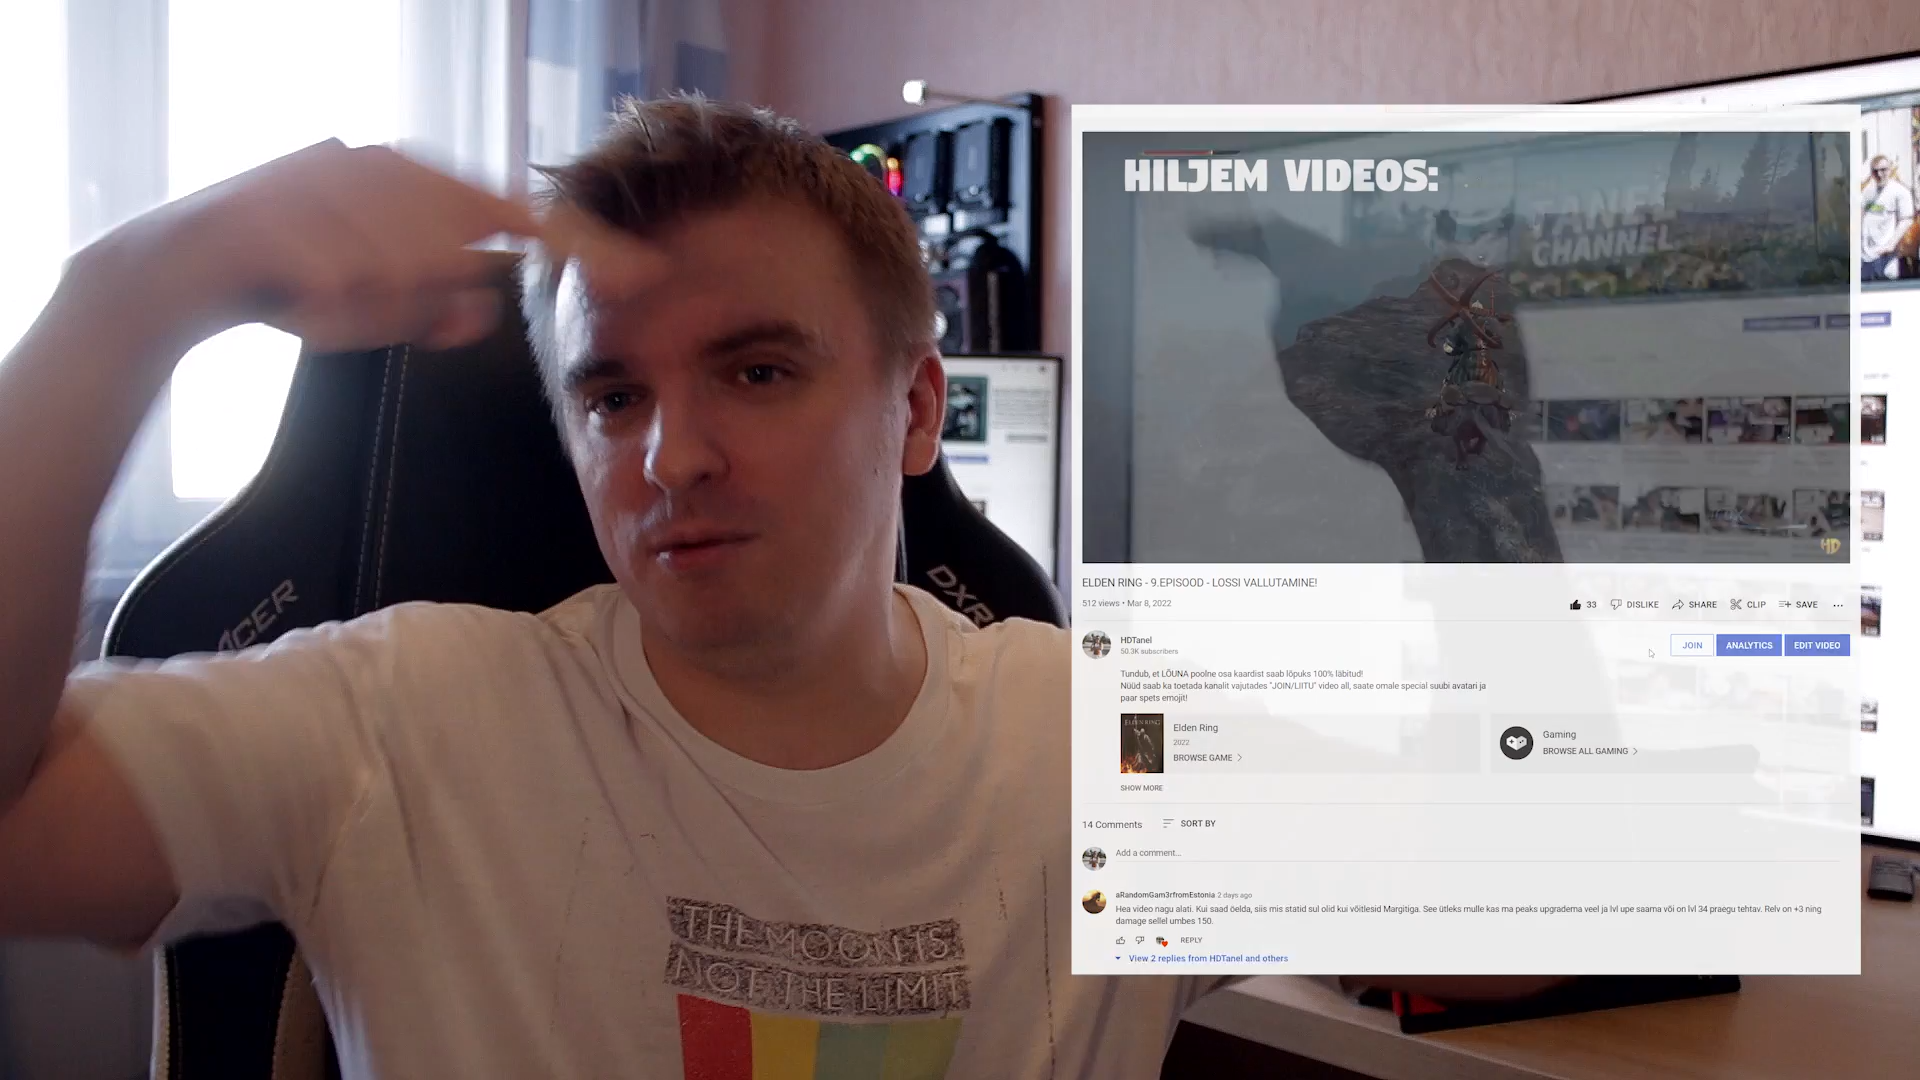 HILJEM VIDEOS:
TANEL
CHANNEL
HD
ELDEN RING - 9.EPISOOD - LOSSI VALLUTAMINE!
512 views • Mar 8, 2022
33 DISLIKE SHARE CLIP SAVE ...
HDTanel
50.3K subscribers
JOIN ANALYTICS EDIT VIDEO
Tundub, et LÕUNA poolne osa kaardist saab lõpuks 100% läbitud!
Nüüd saab ka toetada kanalit vajutades "JOIN/LIITU" video all, saate omale special suubi avatari ja
paar spets emojit!
ELDEN RING
Elden Ring
2022
BROWSE GAME
Gaming
BROWSE ALL GAMING
SHOW MORE
14 Comments SORT BY
Add a comment...
aRandomGam3rfromEstonia 2 days ago
Hea video nagu alati. Kui saad öelda, siis mis statid sul olid kui võitlesid Margitiga. See ütleks mulle kas ma peaks upgradema veel ja lvl upe saama või on lvl 34 praegu tehtav. Relv on +3 ning
damage sellel umbes 150.
REPLY
View 2 replies from HDTanel and others
ACER
DXR
THE MOON IS
NOT THE LIMIT